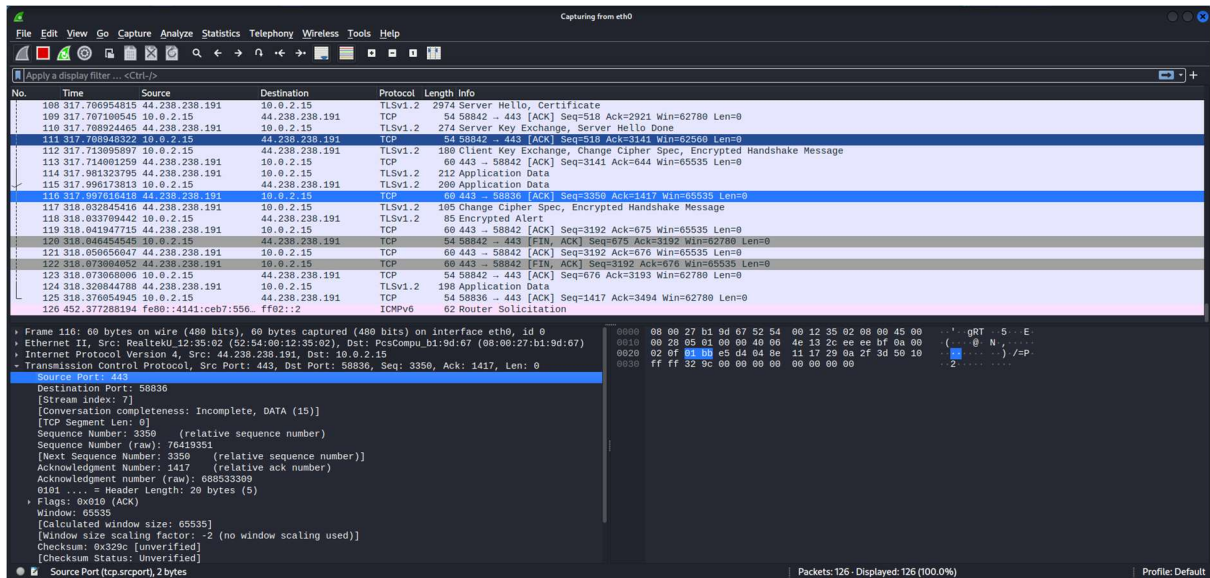 Capturing from eth0
File Edit View Go Capture Analyze Statistics Telephony Wireless Tools Help
Apply a display filter ... <Ctrl-/>
No. Time Source Destination Protocol Length Info
108 317.706954815 44.238.238.191 10.0.2.15 TLSv1.2 2974 Server Hello, Certificate
109 317.707100545 10.0.2.15 44.238.238.191 TCP 54 58842 → 443 [ACK] Seq=518 Ack=2921 Win=62780 Len=0
110 317.708924465 44.238.238.191 10.0.2.15 TLSv1.2 274 Server Key Exchange, Server Hello Done
111 317.708948322 10.0.2.15 44.238.238.191 TCP 54 58842 → 443 [ACK] Seq=518 Ack=3141 Win=62560 Len=0
112 317.713095897 10.0.2.15 44.238.238.191 TLSv1.2 180 Client Key Exchange, Change Cipher Spec, Encrypted Handshake Message
113 317.714001259 44.238.238.191 10.0.2.15 TCP 60 443 → 58842 [ACK] Seq=3141 Ack=644 Win=65535 Len=0
114 317.981323795 44.238.238.191 10.0.2.15 TLSv1.2 212 Application Data
115 317.996173813 10.0.2.15 44.238.238.191 TLSv1.2 200 Application Data
116 317.997616418 44.238.238.191 10.0.2.15 TCP 60 443 → 58836 [ACK] Seq=3350 Ack=1417 Win=65535 Len=0
117 318.032845416 44.238.238.191 10.0.2.15 TLSv1.2 105 Change Cipher Spec, Encrypted Handshake Message
118 318.033709442 10.0.2.15 44.238.238.191 TLSv1.2 85 Encrypted Alert
119 318.041947715 44.238.238.191 10.0.2.15 TCP 60 443 → 58842 [ACK] Seq=3192 Ack=675 Win=65535 Len=0
120 318.046454545 10.0.2.15 44.238.238.191 TCP 54 58842 → 443 [FIN, ACK] Seq=675 Ack=3192 Win=62780 Len=0
121 318.050656047 44.238.238.191 10.0.2.15 TCP 60 443 → 58842 [ACK] Seq=3192 Ack=676 Win=65535 Len=0
122 318.073004052 44.238.238.191 10.0.2.15 TCP 60 443 → 58842 [FIN, ACK] Seq=3192 Ack=676 Win=65535 Len=0
123 318.073068006 10.0.2.15 44.238.238.191 TCP 54 58842 → 443 [ACK] Seq=676 Ack=3193 Win=62780 Len=0
124 318.320844788 44.238.238.191 10.0.2.15 TLSv1.2 198 Application Data
125 318.376054945 10.0.2.15 44.238.238.191 TCP 54 58836 → 443 [ACK] Seq=1417 Ack=3494 Win=62780 Len=0
126 452.377288194 fe80::4141:ceb7:556… ff02::2 ICMPv6 62 Router Solicitation
Frame 116: 60 bytes on wire (480 bits), 60 bytes captured (480 bits) on interface eth0, id 0
Ethernet II, Src: RealtekU_12:35:02 (52:54:00:12:35:02), Dst: PcsCompu_b1:9d:67 (08:00:27:b1:9d:67)
Internet Protocol Version 4, Src: 44.238.238.191, Dst: 10.0.2.15
Transmission Control Protocol, Src Port: 443, Dst Port: 58836, Seq: 3350, Ack: 1417, Len: 0
Source Port: 443
Destination Port: 58836
[Stream index: 7]
[Conversation completeness: Incomplete, DATA (15)]
[TCP Segment Len: 0]
Sequence Number: 3350 (relative sequence number)
Sequence Number (raw): 76419351
[Next Sequence Number: 3350 (relative sequence number)]
Acknowledgment Number: 1417 (relative ack number)
Acknowledgment number (raw): 688533309
0101 .... = Header Length: 20 bytes (5)
Flags: 0x010 (ACK)
Window: 65535
[Calculated window size: 65535]
[Window size scaling factor: -2 (no window scaling used)]
Checksum: 0x329c [unverified]
[Checksum Status: Unverified]
0000 08 00 27 b1 9d 67 52 54 00 12 35 02 08 00 45 00 ··'··gRT ··5···E·
0010 00 28 05 01 00 00 40 06 4e 13 2c ee ee bf 0a 00 ·(····@· N·,·····
0020 02 0f 01 bb e5 d4 04 8e 11 17 29 0a 2f 3d 50 10 ········ ··)·/=P·
0030 ff ff 32 9c 00 00 00 00 00 00 00 00 ··2····· ····
Source Port (tcp.srcport), 2 bytes
Packets: 126 · Displayed: 126 (100.0%)
Profile: Default